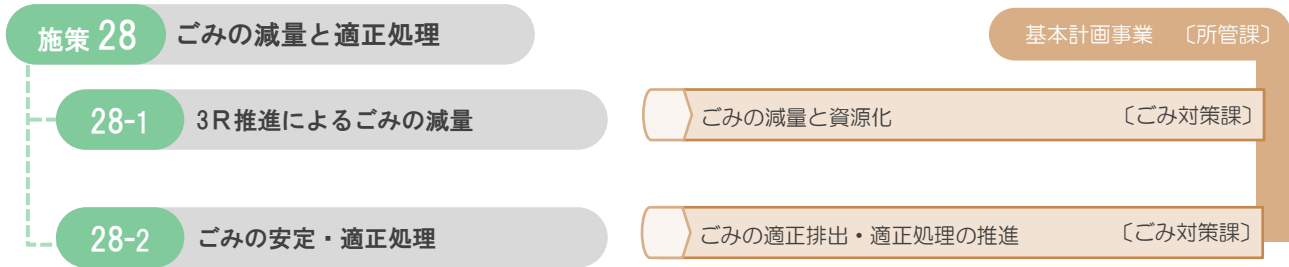 施策 28 ごみの減量と適正処理
基本計画事業 〔所管課〕
28-1 3R推進によるごみの減量
ごみの減量と資源化 〔ごみ対策課〕
28-2 ごみの安定・適正処理
ごみの適正排出・適正処理の推進 〔ごみ対策課〕